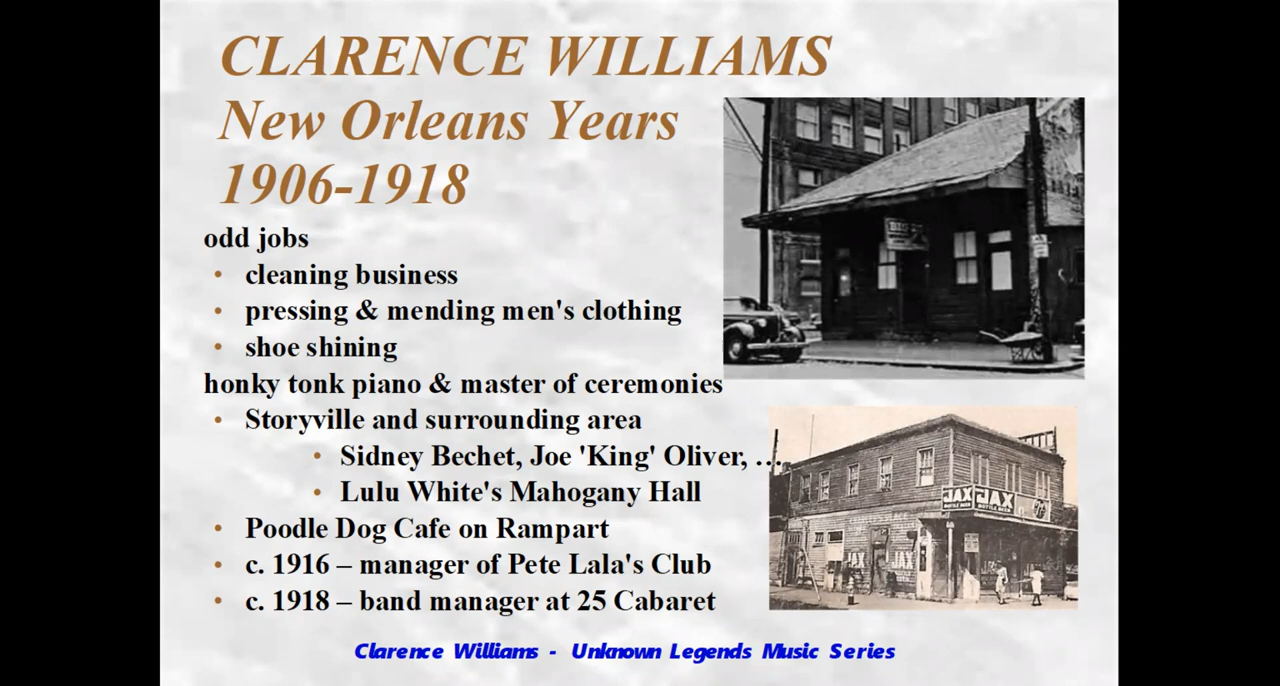 CLARENCE WILLIAMS
New Orleans Years
1906-1918
odd jobs
• cleaning business
• pressing & mending men's clothing
• shoe shining
honky tonk piano & master of ceremonies
• Storyville and surrounding area
• Sidney Bechet, Joe 'King' Oliver, …
• Lulu White's Mahogany Hall
• Poodle Dog Cafe on Rampart
• c. 1916 – manager of Pete Lala's Club
• c. 1918 – band manager at 25 Cabaret
JAX JAX
JAX JAX
Clarence Williams - Unknown Legends Music Series